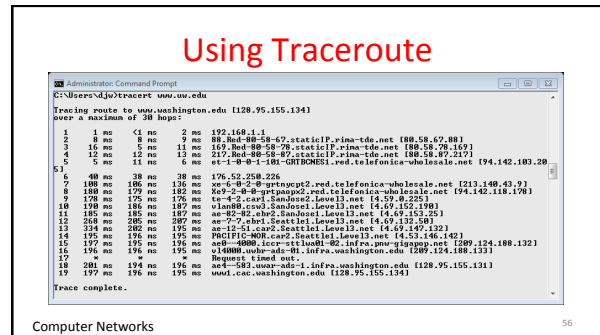 Using Traceroute
Administrator: Command Prompt
C:\Users\djw>tracert www.uw.edu
Tracing route to www.washington.edu [128.95.155.134]
over a maximum of 30 hops:
1 1 ms <1 ms 2 ms 192.168.1.1
2 8 ms 8 ms 9 ms 88.Red-80-58-67.staticIP.rima-tde.net [80.58.67.88]
3 16 ms 5 ms 11 ms 169.Red-80-58-78.staticIP.rima-tde.net [80.58.78.169]
4 12 ms 12 ms 13 ms 217.Red-80-58-87.staticIP.rima-tde.net [80.58.87.217]
5 5 ms 11 ms 6 ms et-1-0-0-1-101-GRTBCNES1.red.telefonica-wholesale.net [94.142.103.20
5]
6 40 ms 38 ms 38 ms 176.52.250.226
7 108 ms 106 ms 136 ms xe-6-0-2-0-grtnycpt2.red.telefonica-wholesale.net [213.140.43.9]
8 180 ms 179 ms 182 ms Xe9-2-0-0-grtpaopx2.red.telefonica-wholesale.net [94.142.118.178]
9 178 ms 175 ms 176 ms te-4-2.car1.SanJose2.Level3.net [4.59.0.225]
10 190 ms 186 ms 187 ms vlan80.csw3.SanJose1.Level3.net [4.69.152.190]
11 185 ms 185 ms 187 ms ae-82-82.ebr2.SanJose1.Level3.net [4.69.153.25]
12 268 ms 205 ms 207 ms ae-7-7.ebr1.Seattle1.Level3.net [4.69.132.50]
13 334 ms 202 ms 195 ms ae-12-51.car2.Seattle1.Level3.net [4.69.147.132]
14 195 ms 196 ms 195 ms PACIFIC-NOR.car2.Seattle1.Level3.net [4.53.146.142]
15 197 ms 195 ms 196 ms ae0--4000.iccr-sttlwa01-02.infra.pnw-gigapop.net [209.124.188.132]
16 196 ms 196 ms 195 ms vl4000.uwbr-ads-01.infra.washington.edu [209.124.188.133]
17 * * * Request timed out.
18 201 ms 194 ms 196 ms ae4--583.uwar-ads-1.infra.washington.edu [128.95.155.131]
19 197 ms 196 ms 195 ms www1.cac.washington.edu [128.95.155.134]
Trace complete.
Computer Networks
56